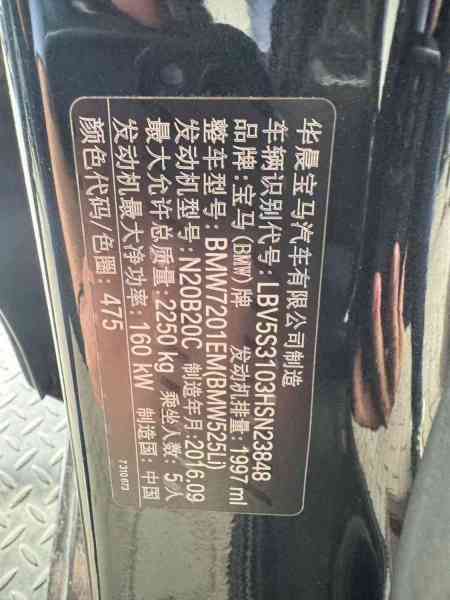 华晨宝马汽车有限公司制造
车辆识别代号: LBV5S3103HSN23848
品牌: 宝马(BMW)牌 发动机排量: 1997 ml
整车型号: BMW7201EM(BMW525Li)
发动机型号: N20B20C 制造年月: 2016.09
最大允许总质量: 2250 kg 乘坐人数: 5人
发动机最大净功率: 160 kW 制造国: 中国
颜色代码/色圈: 475
7310673